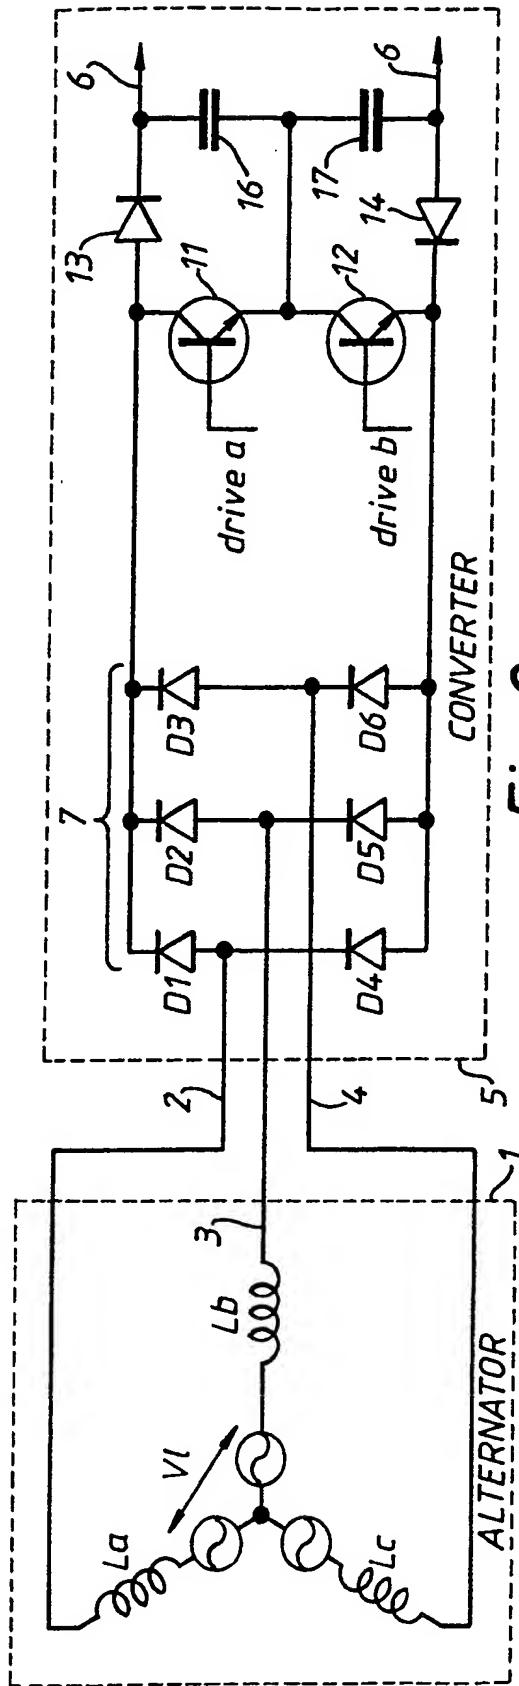 6
6
13
16
17
14
11
12
drive a
drive b
7
D1
D2
D3
D4
D5
D6
CONVERTER
5
2
3
4
1
La
Lb
Lc
Vl
ALTERNATOR